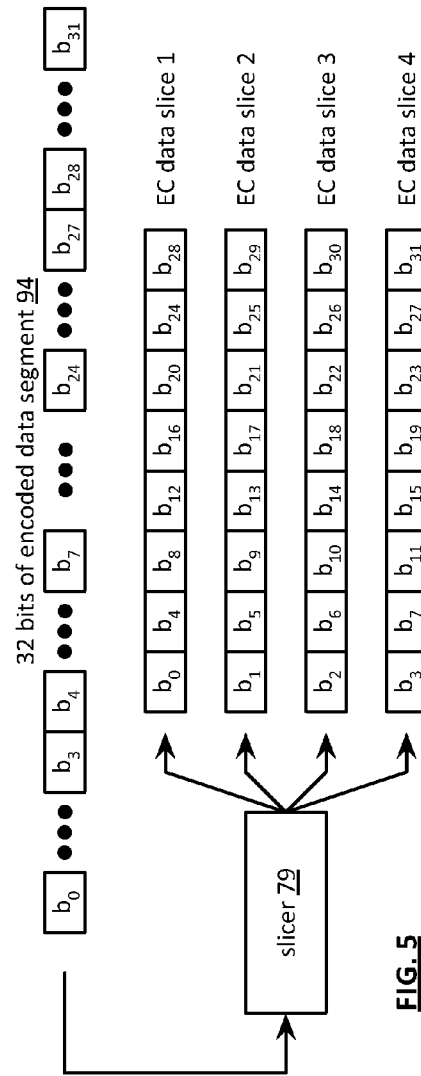 32 bits of encoded data segment 94
b0 ●●● b3 b4 ●●● b7 ●●● b24 ●●● b27 b28 ●●● b31
slicer 79
b0 b4 b8 b12 b16 b20 b24 b28 EC data slice 1
b1 b5 b9 b13 b17 b21 b25 b29 EC data slice 2
b2 b6 b10 b14 b18 b22 b26 b30 EC data slice 3
b3 b7 b11 b15 b19 b23 b27 b31 EC data slice 4
FIG. 5